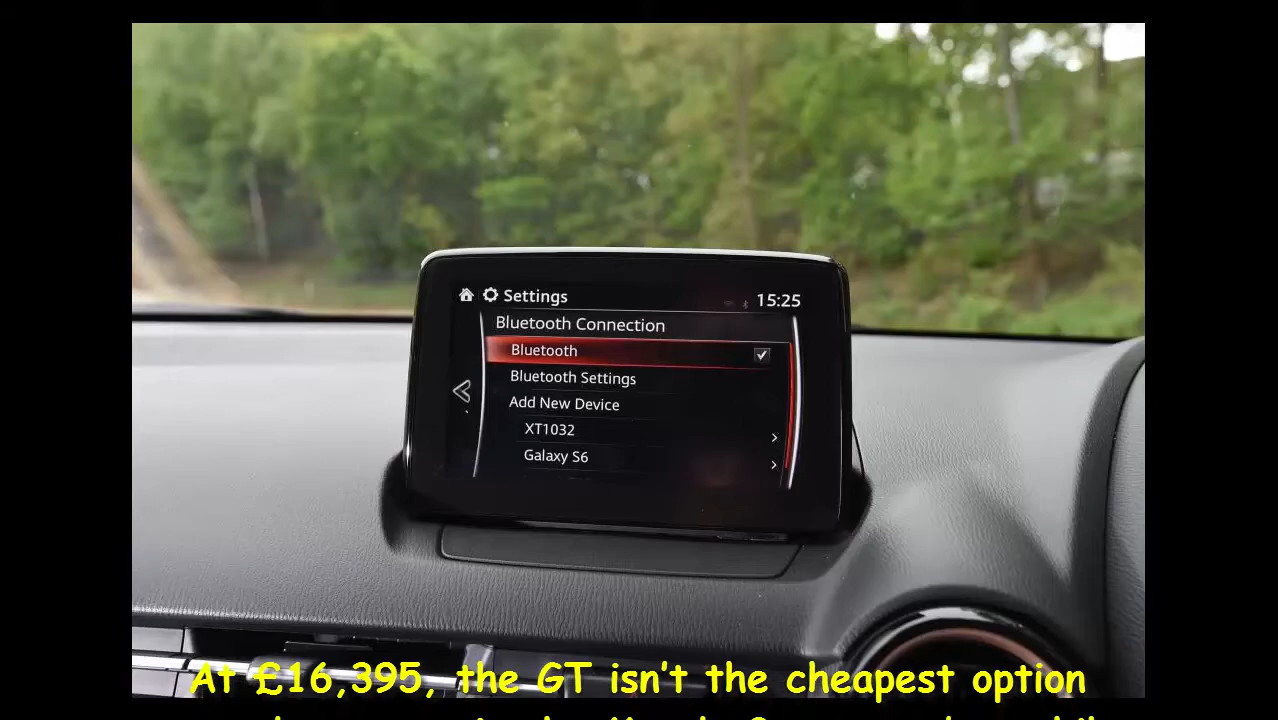 Settings
15:25
Bluetooth Connection
Bluetooth
Bluetooth Settings
Add New Device
XT1032
Galaxy S6
At £16,395, the GT isn't the cheapest option